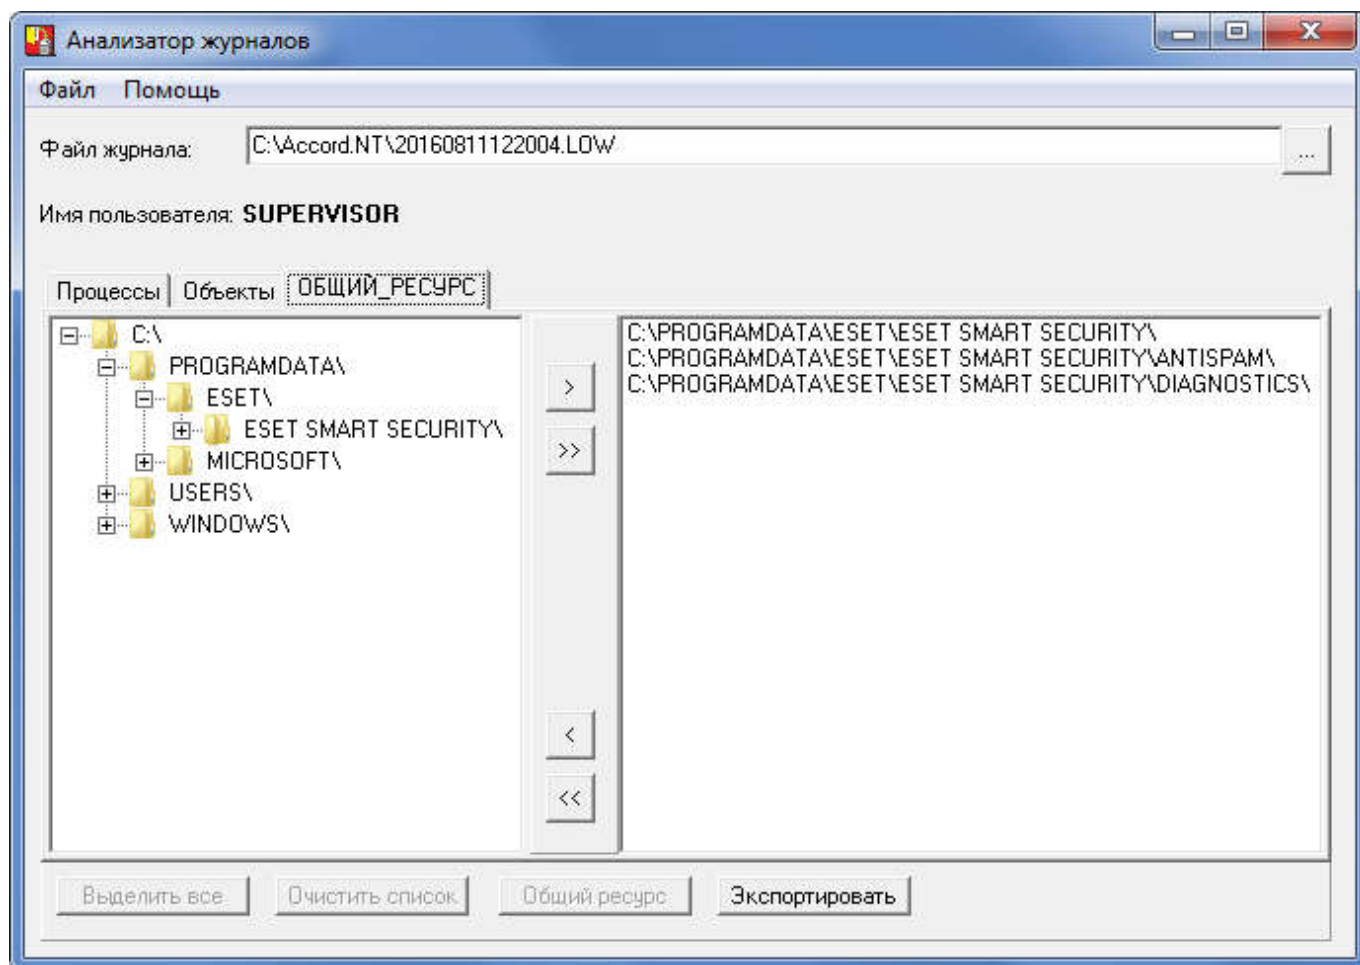 Анализатор журналов
Файл Помощь
Файл журнала: C:\Accord.NT\20160811122004.LOW ...
Имя пользователя: SUPERVISOR
Процессы Объекты ОБЩИЙ_РЕСУРС
C:\
PROGRAMDATA\
ESET\
ESET SMART SECURITY\
MICROSOFT\
USERS\
WINDOWS\
>
>>
<
<<
C:\PROGRAMDATA\ESET\ESET SMART SECURITY\
C:\PROGRAMDATA\ESET\ESET SMART SECURITY\ANTISPAM\
C:\PROGRAMDATA\ESET\ESET SMART SECURITY\DIAGNOSTICS\
Выделить все Очистить список Общий ресурс Экспортировать